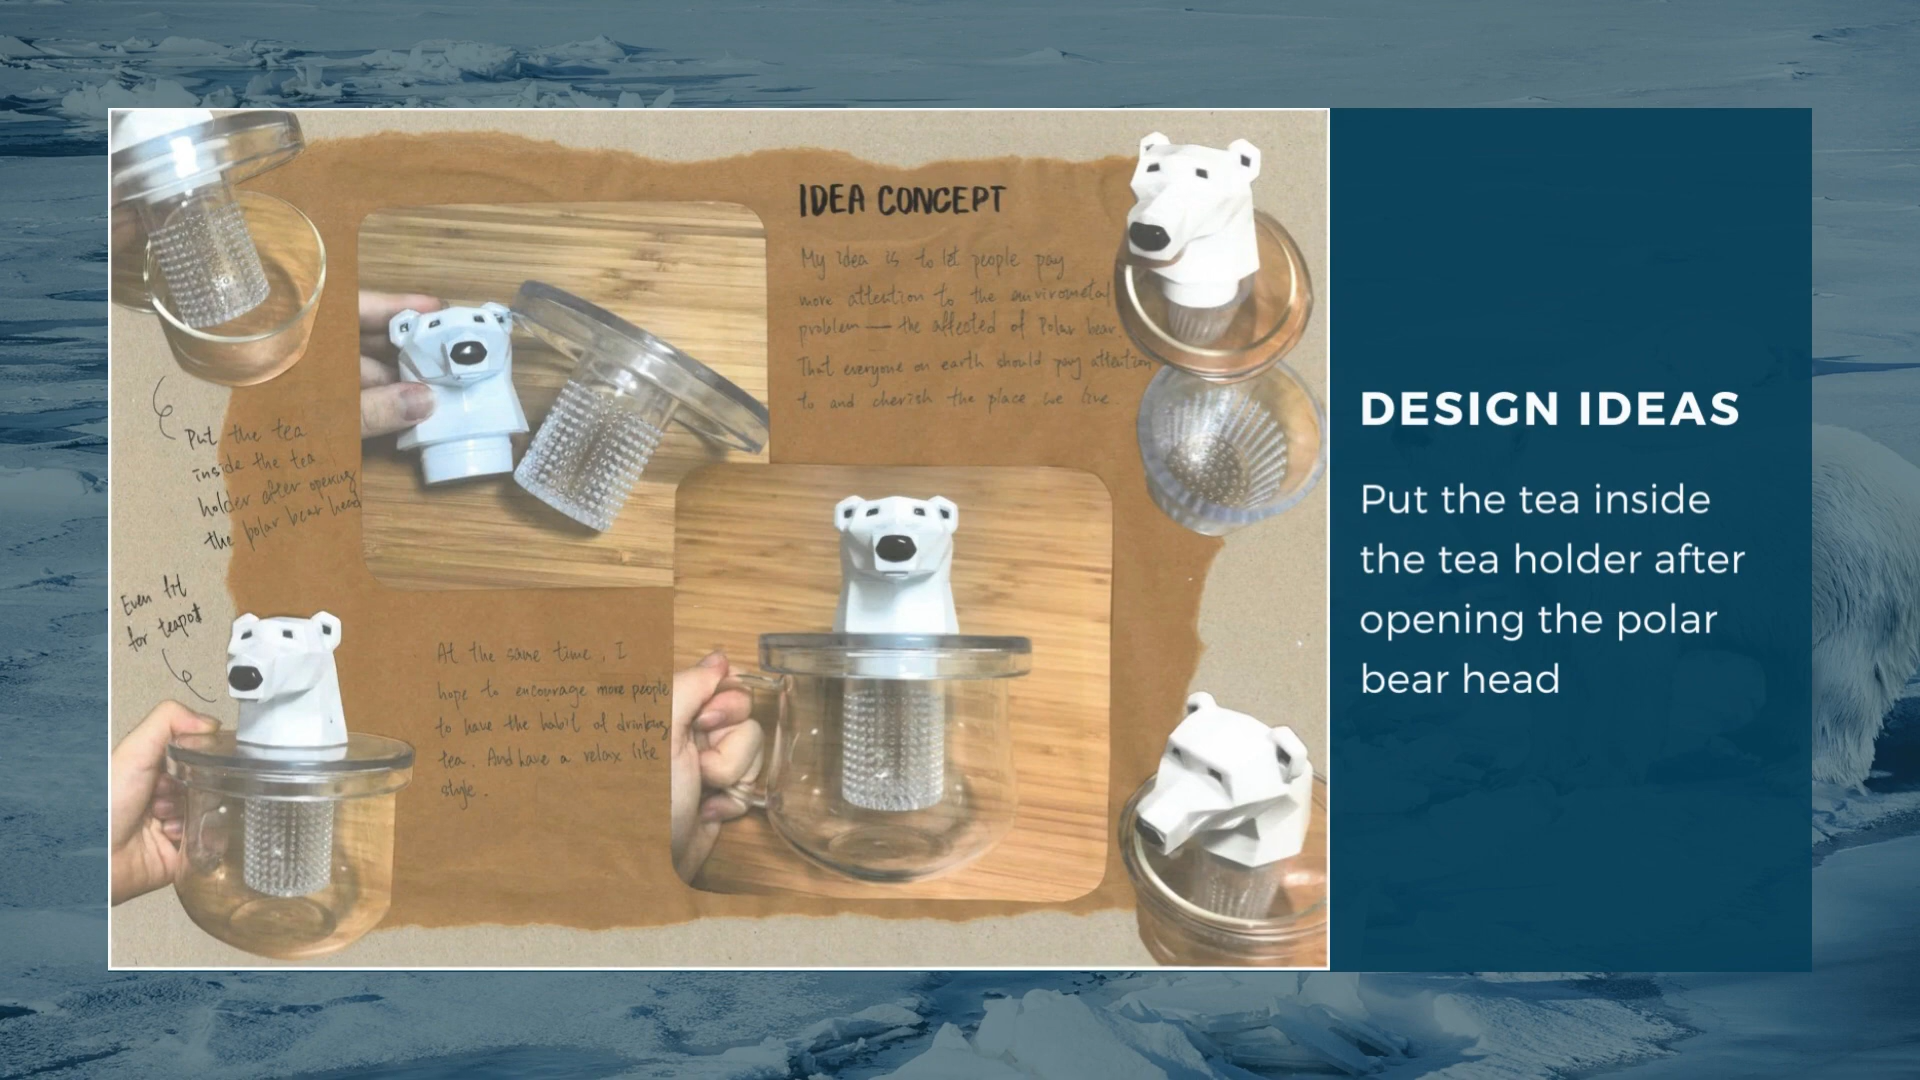 IDEA CONCEPT
My idea is to let people pay
more attention to the envirometal
problem — the affected of Polar bear.
That everyone on earth should pay attention
to and cherish the place we live.
Put the tea
inside the tea
holder after opening
the polar bear head
Even fit
for teapot
At the same time, I
hope to encourage more people
to have the habit of drinking
tea. And have a relax life
style.
DESIGN IDEAS
Put the tea inside
the tea holder after
opening the polar
bear head